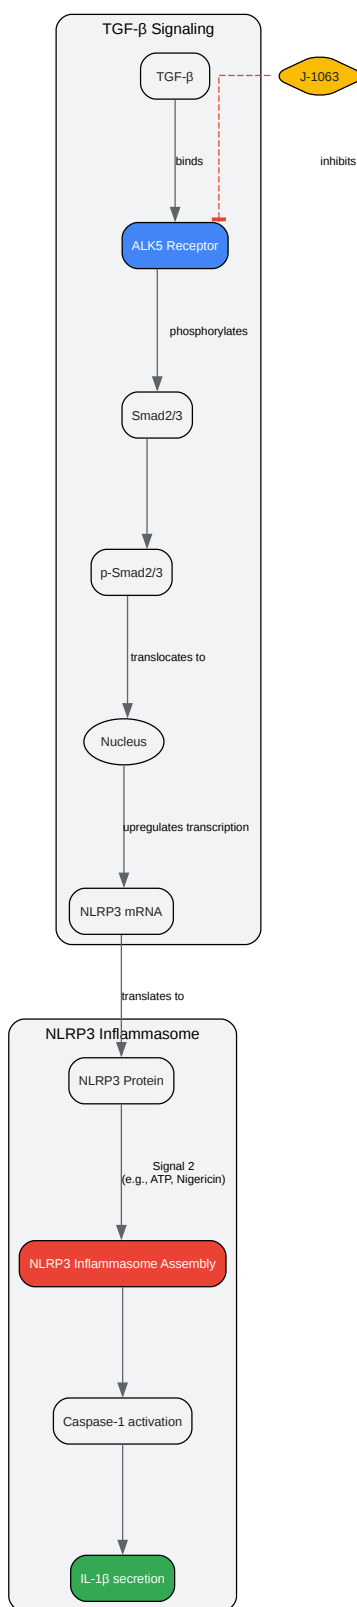 TGF-β Signaling
TGF-β
J-1063
binds
inhibits
ALK5 Receptor
phosphorylates
Smad2/3
p-Smad2/3
translocates to
Nucleus
upregulates transcription
NLRP3 mRNA
translates to
NLRP3 Inflammasome
NLRP3 Protein
Signal 2
(e.g., ATP, Nigericin)
NLRP3 Inflammasome Assembly
Caspase-1 activation
IL-1β secretion